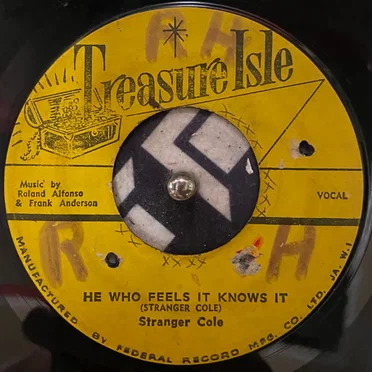 RH
Treasure Isle
Music by
Roland Alfonso
& Frank Anderson
VOCAL
R H
HE WHO FEELS IT KNOWS IT
(STRANGER COLE)
Stranger Cole
MANUFACTURED BY FEDERAL RECORD MFG. CO. LTD. JA. W.I.